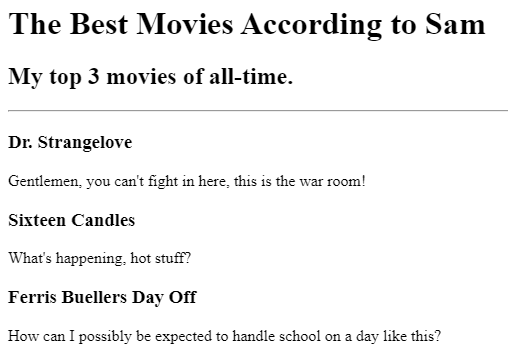 The Best Movies According to Sam
My top 3 movies of all-time.
Dr. Strangelove
Gentlemen, you can't fight in here, this is the war room!
Sixteen Candles
What's happening, hot stuff?
Ferris Buellers Day Off
How can I possibly be expected to handle school on a day like this?